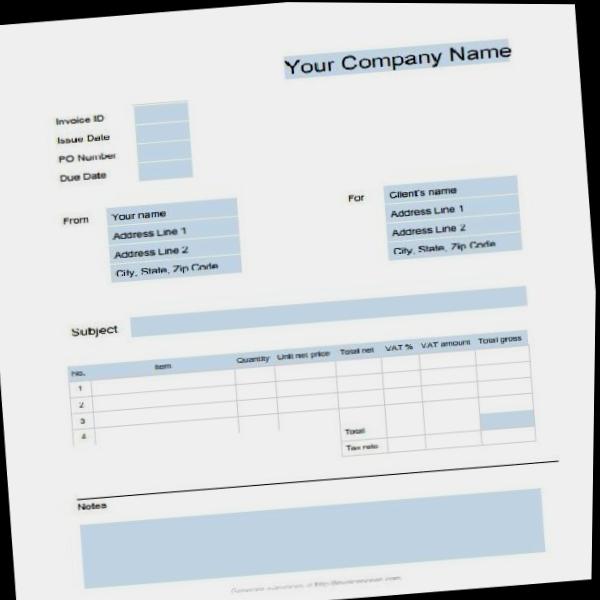 Your Company Name
Invoice ID
Issue Date
PO Number
Due Date
From
Your name
Address Line 1
Address Line 2
City, State, Zip Code
For
Client's name
Address Line 1
Address Line 2
City, State, Zip Code
Subject
No. Item Quantity Unit net price Total net VAT % VAT amount Total gross
1
2
3
4
Total
Tax rate
Notes